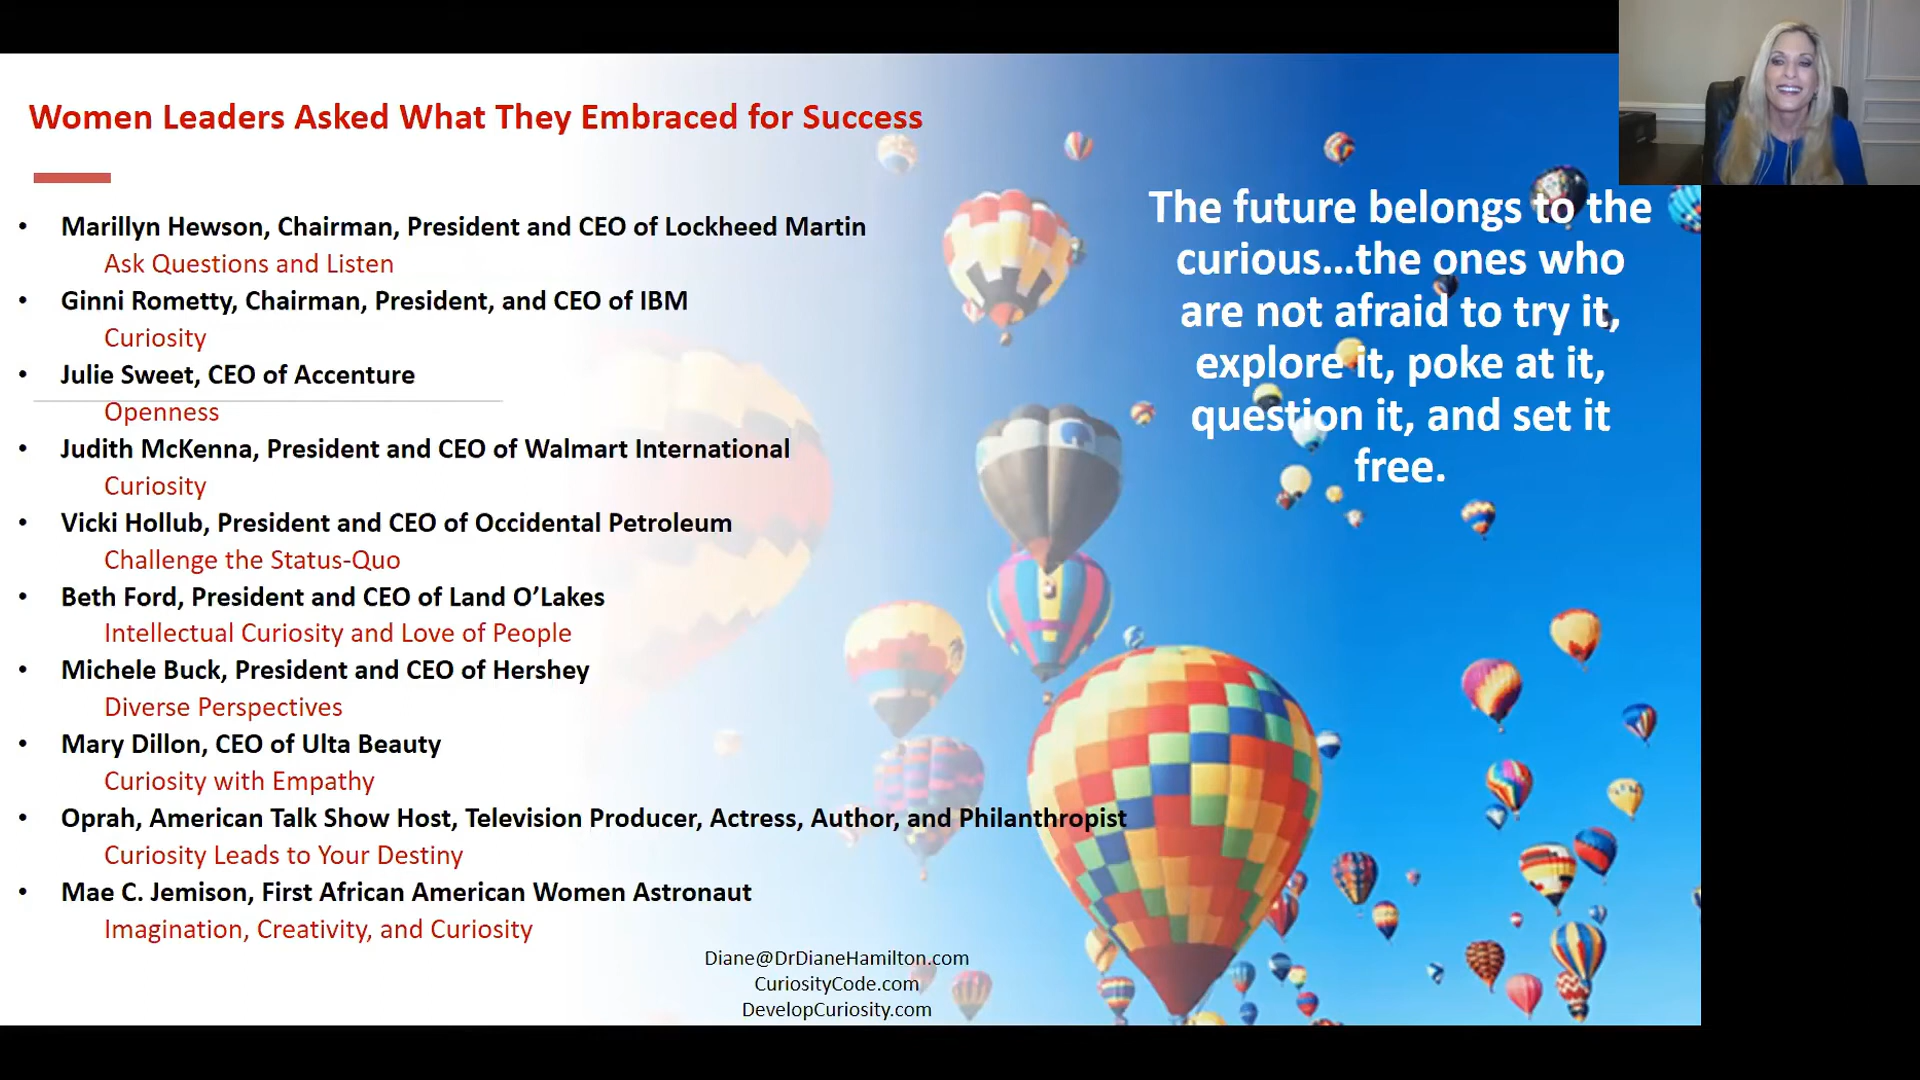 Women Leaders Asked What They Embraced for Success
• Marillyn Hewson, Chairman, President and CEO of Lockheed Martin
Ask Questions and Listen
• Ginni Rometty, Chairman, President, and CEO of IBM
Curiosity
• Julie Sweet, CEO of Accenture
Openness
• Judith McKenna, President and CEO of Walmart International
Curiosity
• Vicki Hollub, President and CEO of Occidental Petroleum
Challenge the Status-Quo
• Beth Ford, President and CEO of Land O’Lakes
Intellectual Curiosity and Love of People
• Michele Buck, President and CEO of Hershey
Diverse Perspectives
• Mary Dillon, CEO of Ulta Beauty
Curiosity with Empathy
• Oprah, American Talk Show Host, Television Producer, Actress, Author, and Philanthropist
Curiosity Leads to Your Destiny
• Mae C. Jemison, First African American Women Astronaut
Imagination, Creativity, and Curiosity
The future belongs to the
curious...the ones who
are not afraid to try it,
explore it, poke at it,
question it, and set it
free.
Diane@DrDianeHamilton.com
CuriosityCode.com
DevelopCuriosity.com